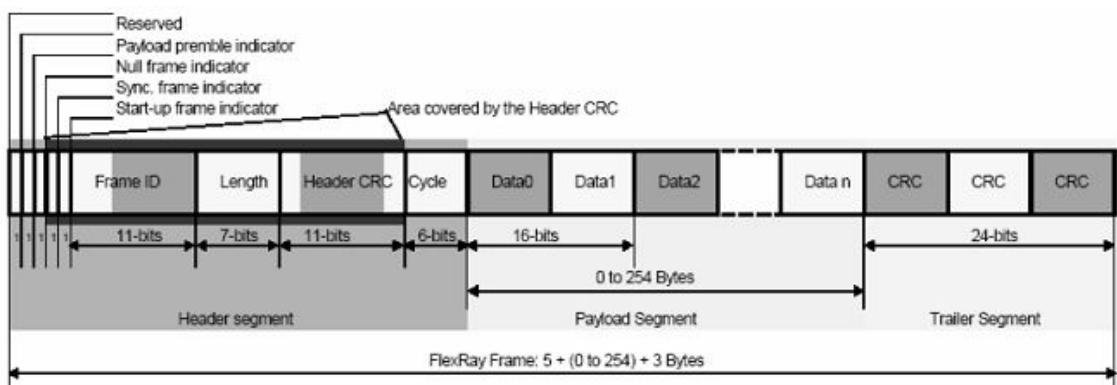 Reserved
Payload premble indicator
Null frame indicator
Sync. frame indicator
Start-up frame indicator
Area covered by the Header CRC
Frame ID Length Header CRC Cycle Data0 Data1 Data2 Data n CRC CRC CRC
1 1 1 1 1 11-bits 7-bits 11-bits 6-bits 16-bits 24-bits
0 to 254 Bytes
Header segment Payload Segment Trailer Segment
FlexRay Frame: 5 + (0 to 254) + 3 Bytes